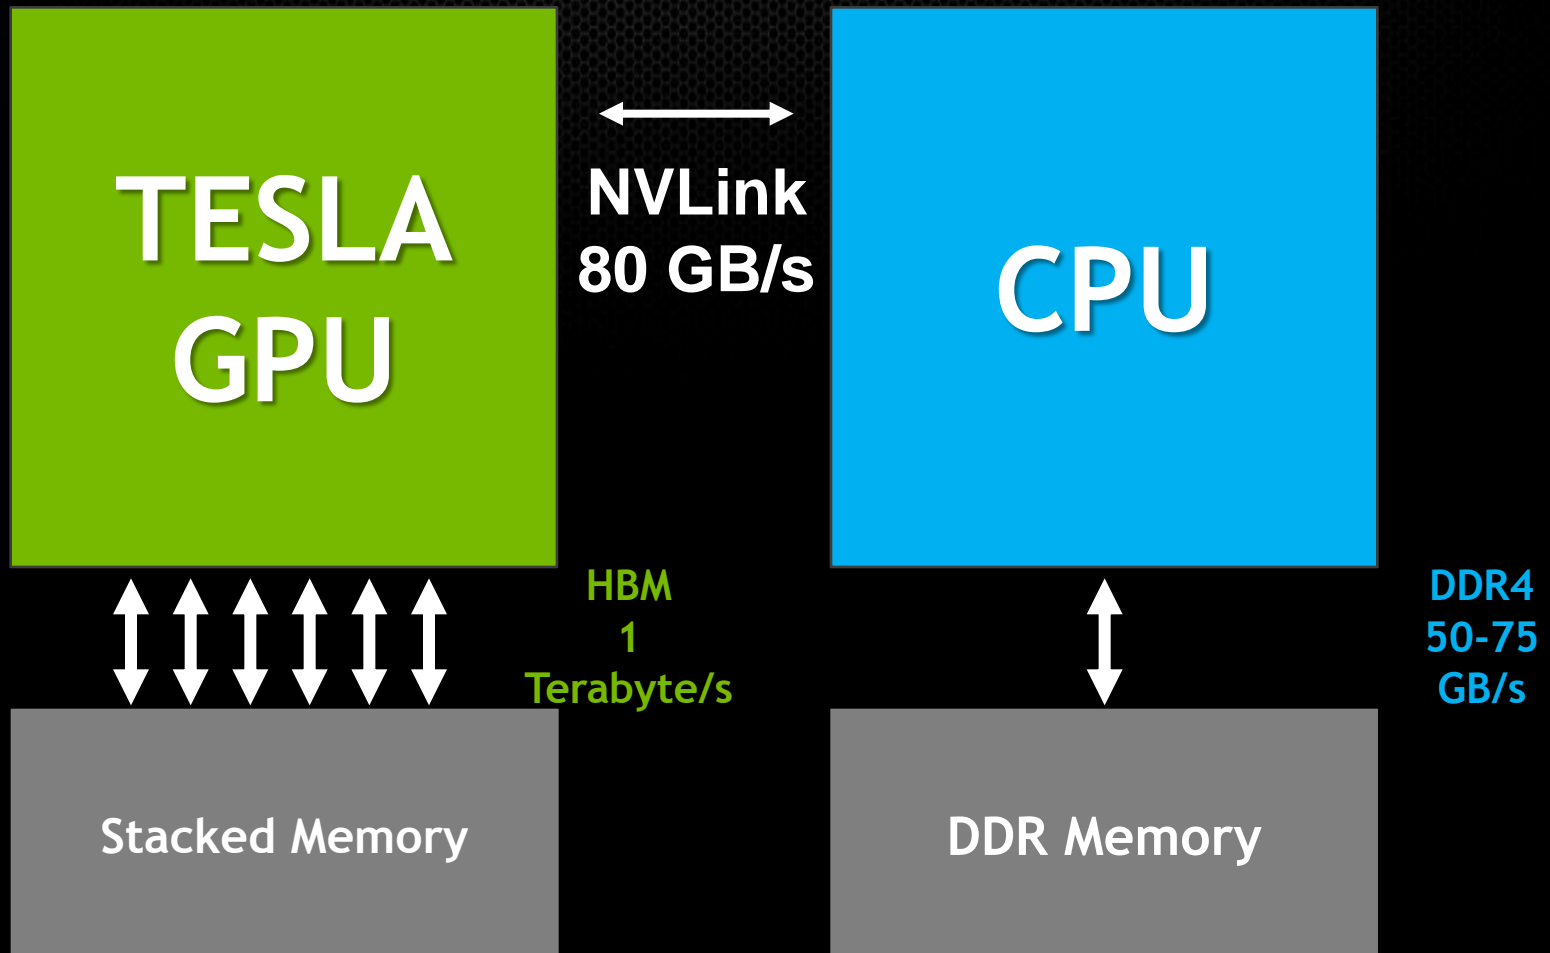 TESLA
GPU
NVLink
80 GB/s
CPU
HBM
1
Terabyte/s
DDR4
50-75
GB/s
Stacked Memory
DDR Memory